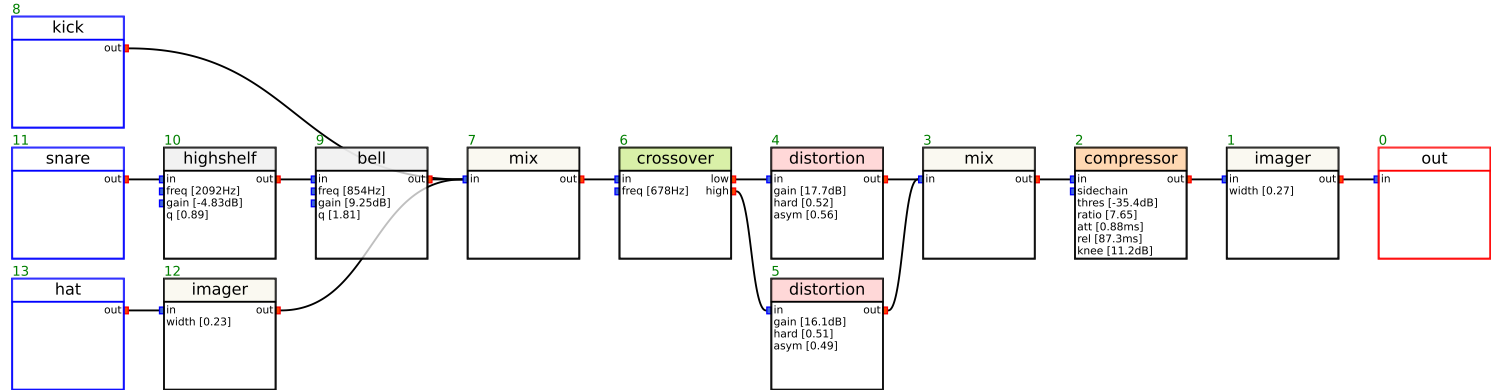 8
kick
out
11
snare
out
10
highshelf
in out
freq [2092Hz]
gain [-4.83dB]
q [0.89]
9
bell
in out
freq [854Hz]
gain [9.25dB]
q [1.81]
7
mix
in out
6
crossover
in low
freq [678Hz] high
4
distortion
in out
gain [17.7dB]
hard [0.52]
asym [0.56]
3
mix
in out
2
compressor
in out
sidechain
thres [-35.4dB]
ratio [7.65]
att [0.88ms]
rel [87.3ms]
knee [11.2dB]
1
imager
in out
width [0.27]
0
out
in
13
hat
out
12
imager
in out
width [0.23]
5
distortion
in out
gain [16.1dB]
hard [0.51]
asym [0.49]